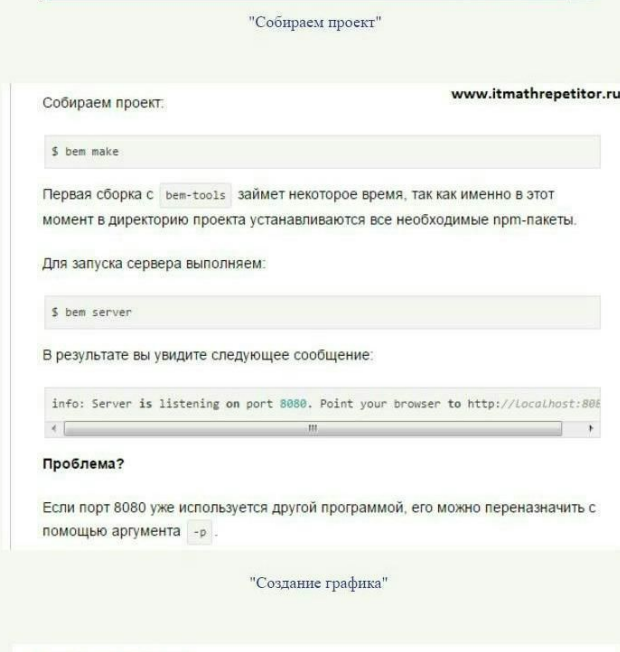 "Собираем проект"
www.itmathrepetitor.ru
Собираем проект:
$ bem make
Первая сборка с bem-tools займет некоторое время, так как именно в этот
момент в директорию проекта устанавливаются все необходимые npm-пакеты.
Для запуска сервера выполняем:
$ bem server
В результате вы увидите следующее сообщение:
info: Server is listening on port 8080. Point your browser to http://localhost:808
Проблема?
Если порт 8080 уже используется другой программой, его можно переназначить с
помощью аргумента -p .
"Создание графика"